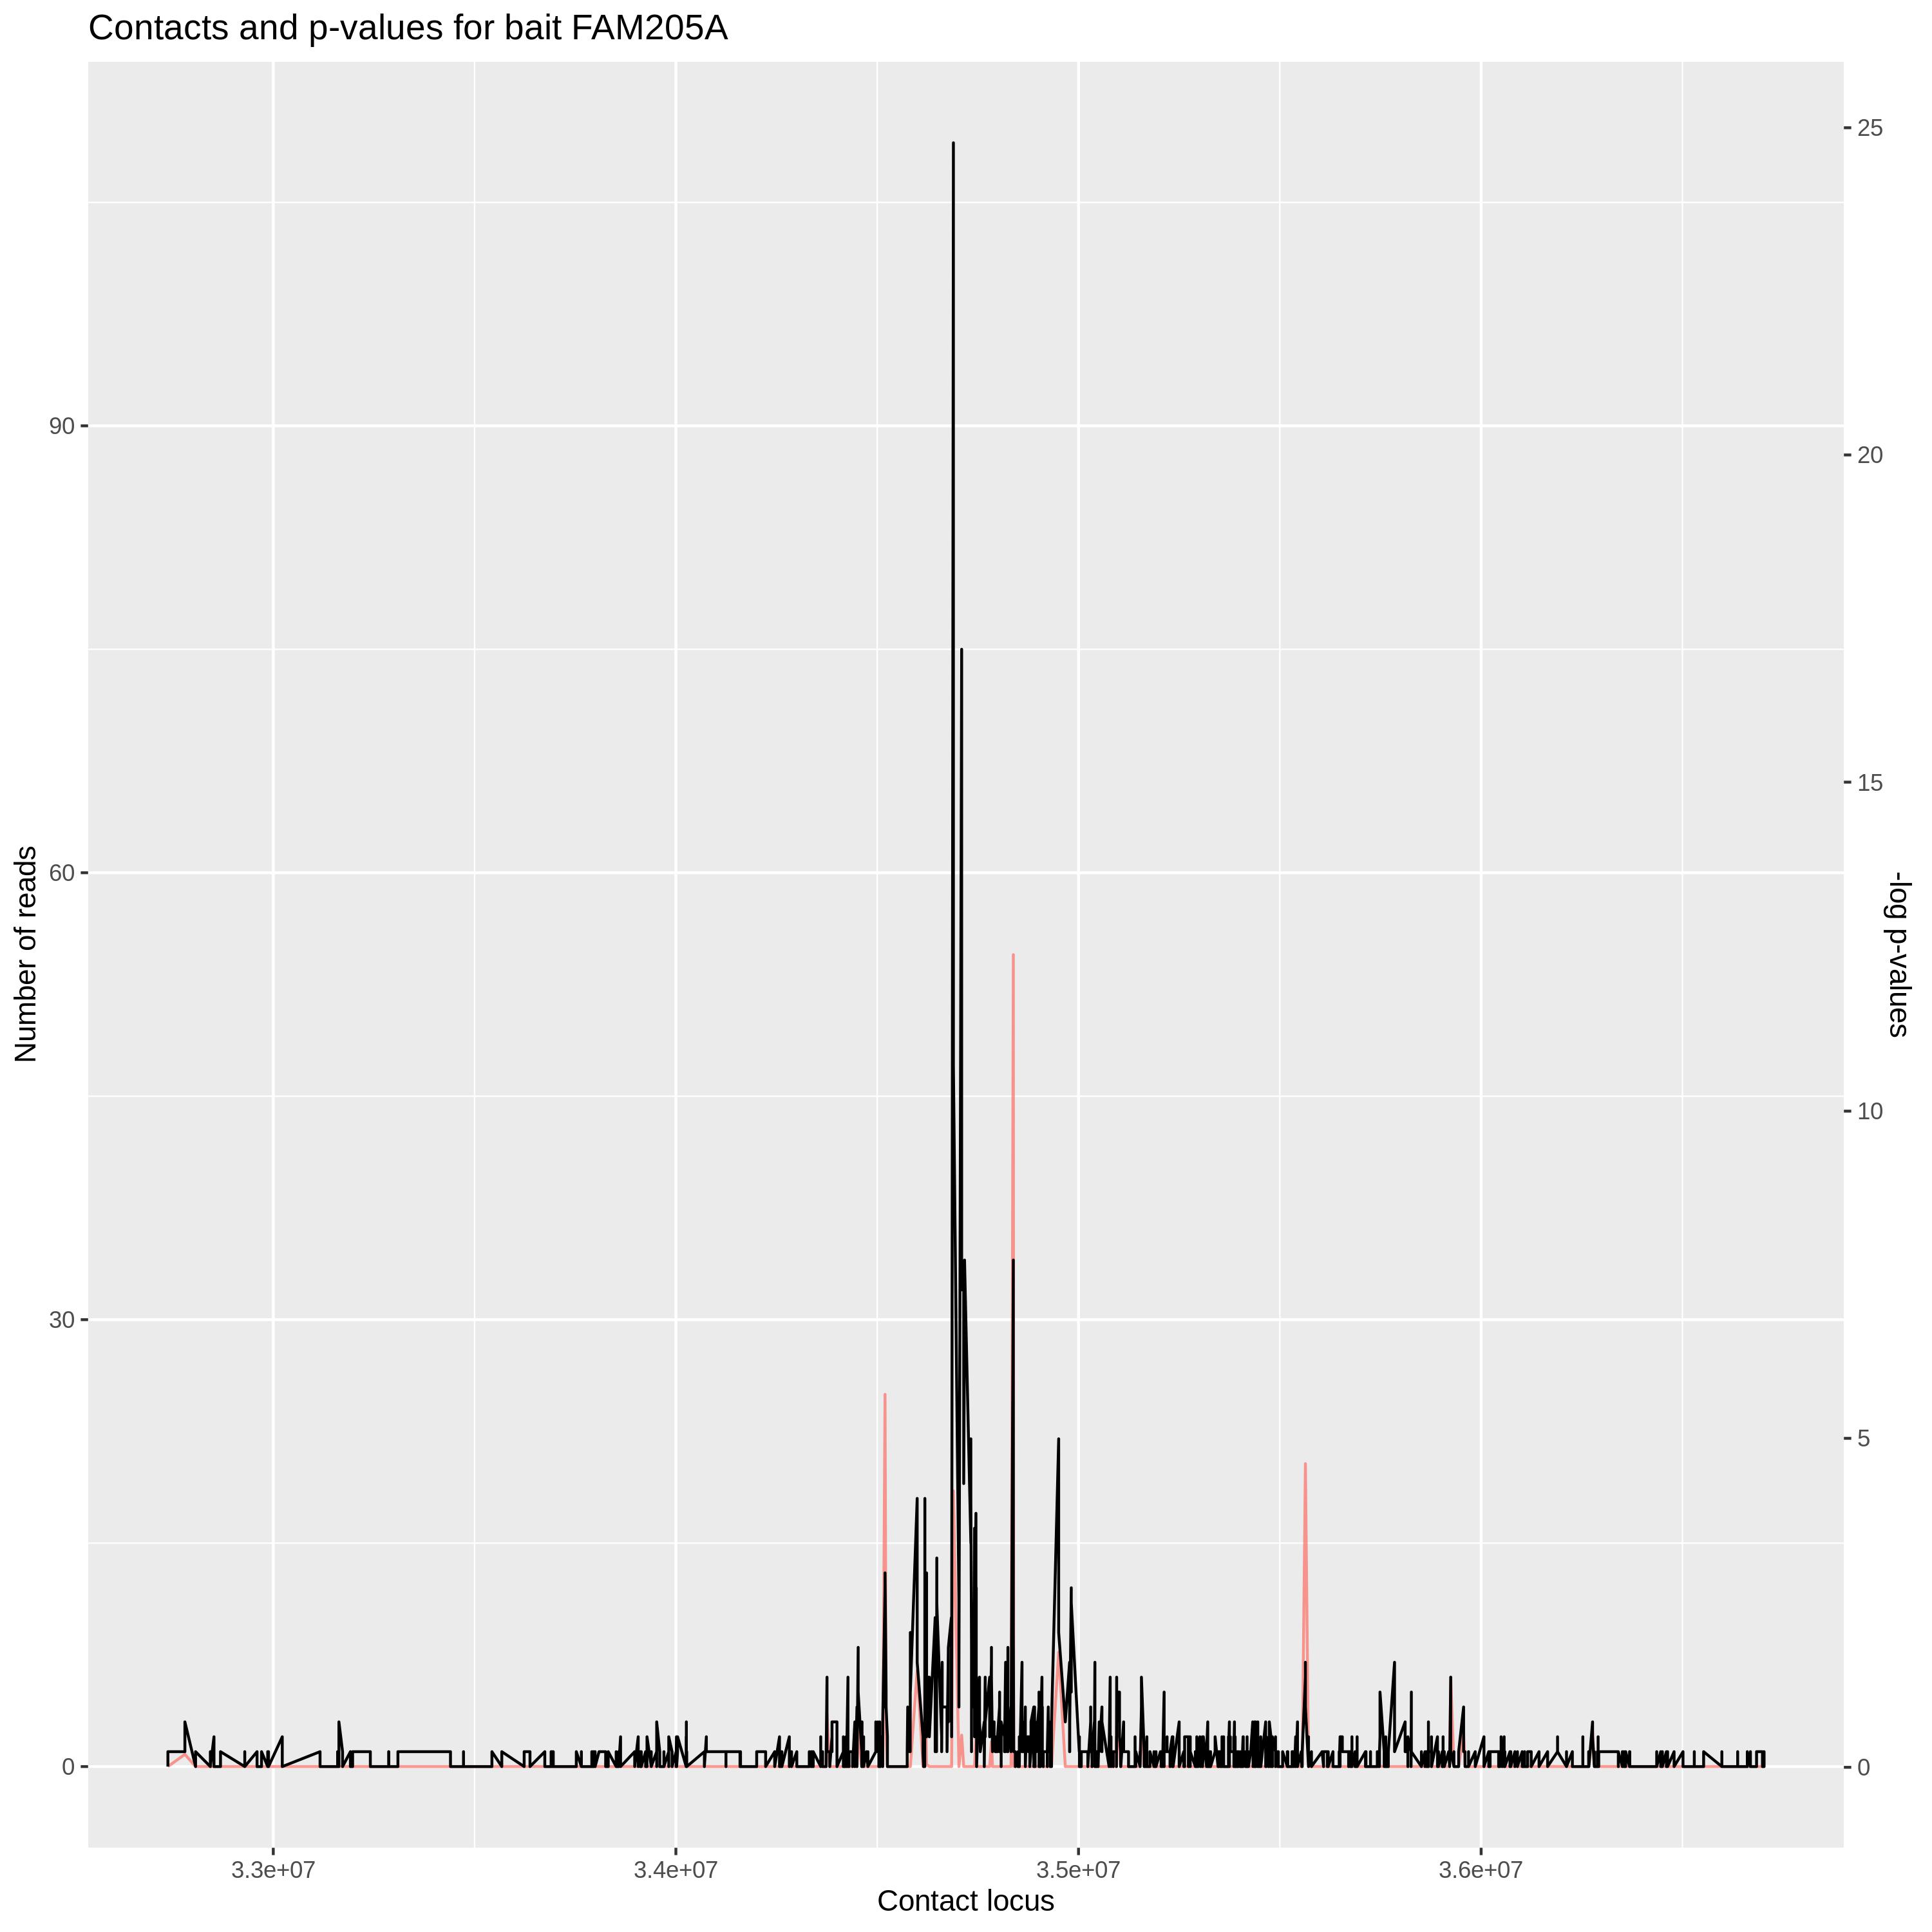 Contacts and p-values for bait FAM205A
Number of reads
90
60
30
0
25
20
15
10
5
0
-log p-values
3.3e+07
3.4e+07
3.5e+07
3.6e+07
Contact locus